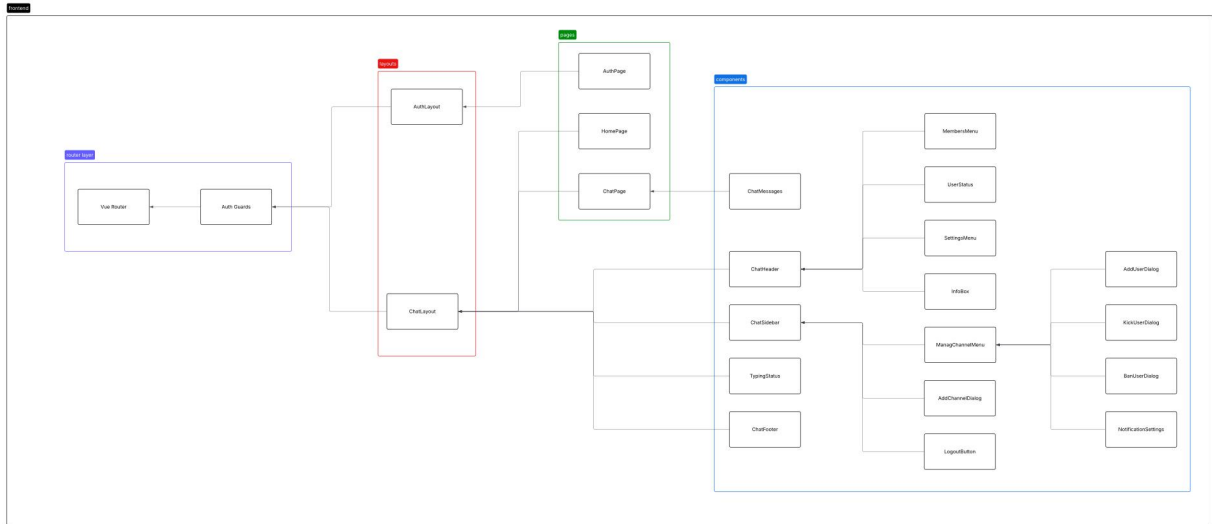 frontend
pages
layouts
AuthPage
components
AuthLayout
HomePage
MembersMenu
router layer
ChatPage
ChatMessages
UserStatus
Vue Router
Auth Guards
SettingsMenu
ChatHeader
AddUserDialog
InfoBox
ChatLayout
ChatSidebar
KickUserDialog
ManagChannelMenu
TypingStatus
BanUserDialog
AddChannelDialog
ChatFooter
NotificationSettings
LogoutButton